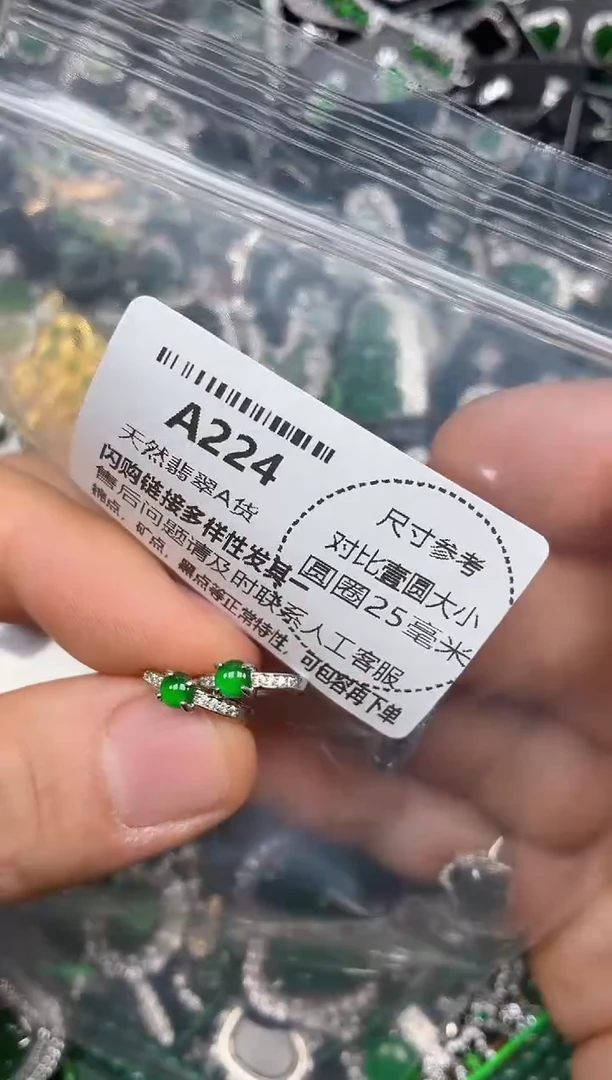 A224
天然翡翠A货
闪购链接多样性发其一
售后问题请及时联系人工客服
棉点，矿点，黑点等正常特性，可包容再下单
尺寸参考
对比蓝圆大小
圆圈25毫米